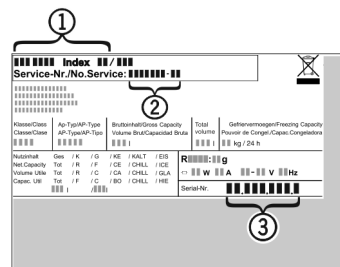 1
Index /
Service-Nr./No.Service: -
2
Klasse/Class Ap-Typ/AP-Type Bruttoinhalt/Gross Capacity Total Gefriervermoegen/Freezing Capacity
Classe/Clase AP-Type/AP-Tipo Volume Brut/Capacidad Bruta volume Pouvoir de Congel./Capac.Congeladora
l l kg / 24 h
Nutzinhalt Ges / K / G / KE / KALT / EIS
Net.Capacity Tot / R / F / CE / CHILL / ICE
Volume Utile Tot / R / C / CA / CHILL / GLA
Capac. Util Tot / F / C / BO / CHILL / HIE
l / l
R : g
W A - V Hz
Serial-Nr. . . .
3